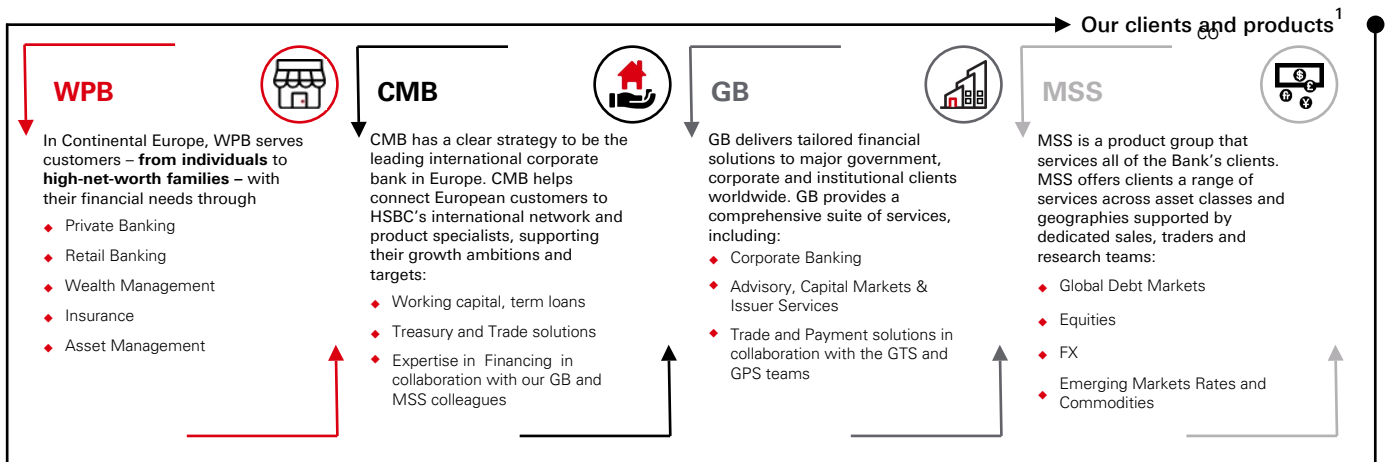 Our clients and products1
co
WPB
In Continental Europe, WPB serves
customers – from individuals to
high-net-worth families – with
their financial needs through
◆ Private Banking
◆ Retail Banking
◆ Wealth Management
◆ Insurance
◆ Asset Management
CMB
CMB has a clear strategy to be the
leading international corporate
bank in Europe. CMB helps
connect European customers to
HSBC's international network and
product specialists, supporting
their growth ambitions and
targets:
◆ Working capital, term loans
◆ Treasury and Trade solutions
◆ Expertise in Financing in
collaboration with our GB and
MSS colleagues
GB
GB delivers tailored financial
solutions to major government,
corporate and institutional clients
worldwide. GB provides a
comprehensive suite of services,
including:
◆ Corporate Banking
◆ Advisory, Capital Markets &
Issuer Services
◆ Trade and Payment solutions in
collaboration with the GTS and
GPS teams
MSS
MSS is a product group that
services all of the Bank's clients.
MSS offers clients a range of
services across asset classes and
geographies supported by
dedicated sales, traders and
research teams:
◆ Global Debt Markets
◆ Equities
◆ FX
◆ Emerging Markets Rates and
Commodities